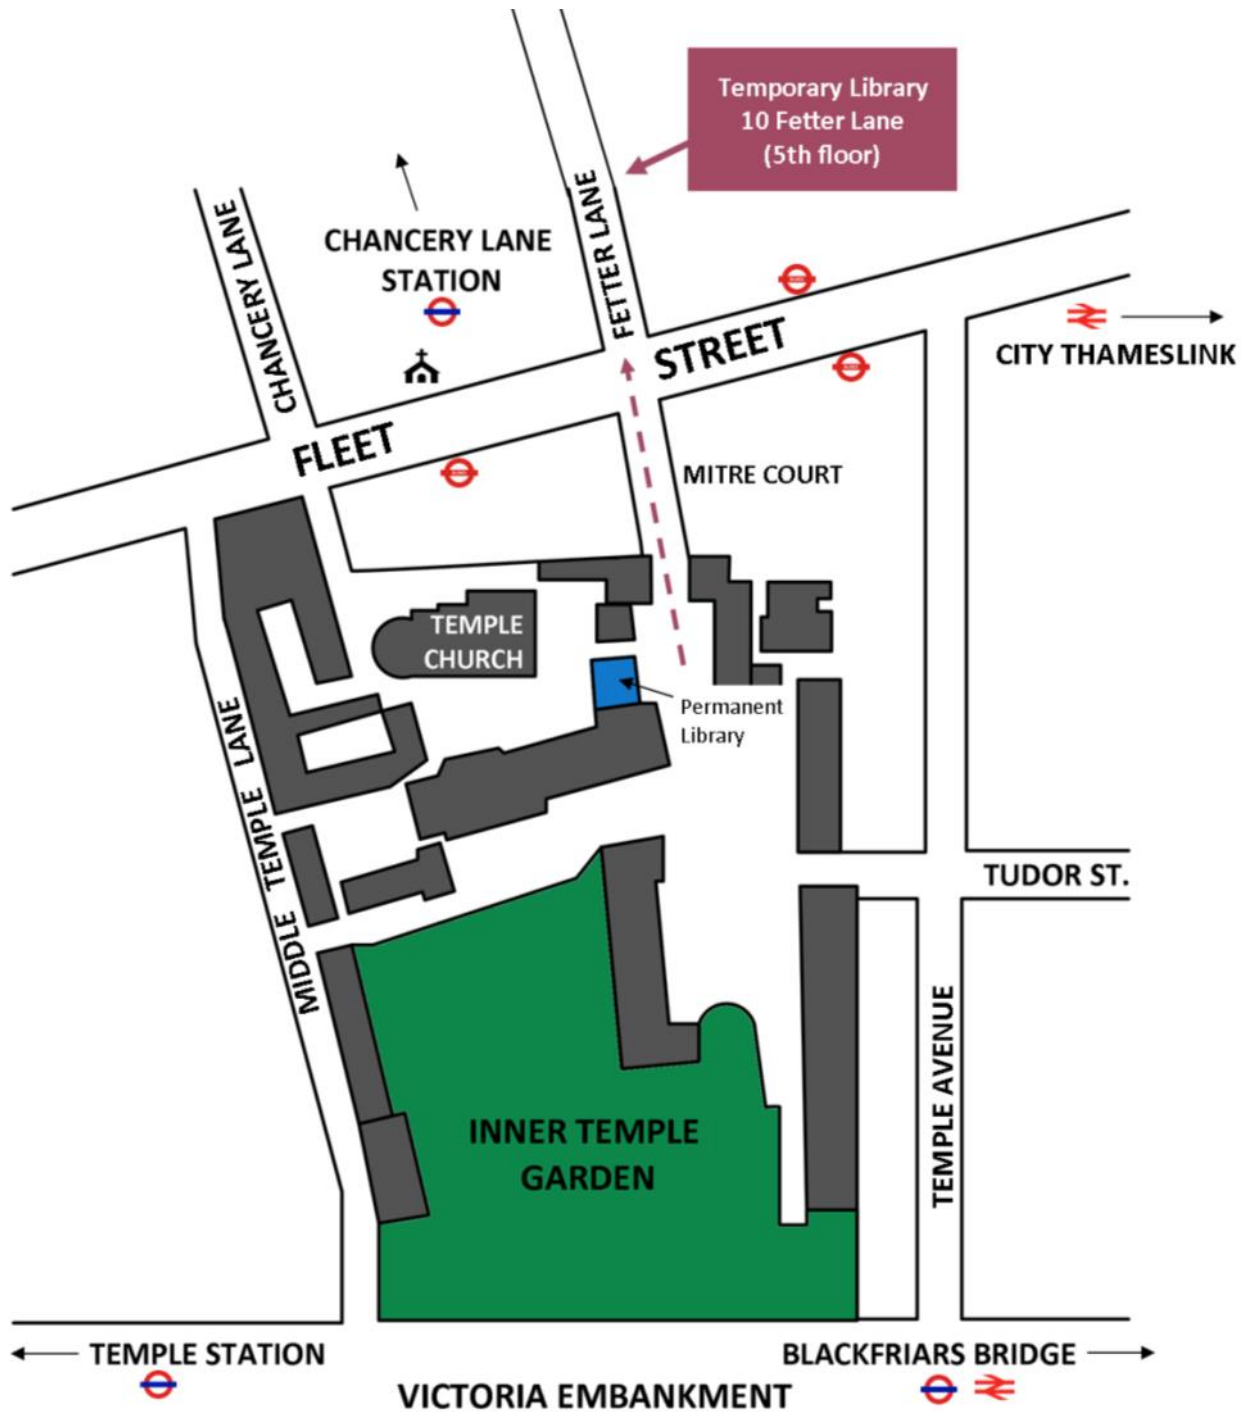 Temporary Library
10 Fetter Lane
(5th floor)
CHANCERY LANE
FETTER LANE
CHANCERY LANE
STATION
STREET
CITY THAMESLINK
FLEET
MITRE COURT
TEMPLE
CHURCH
Permanent
Library
MIDDLE TEMPLE LANE
TUDOR ST.
TEMPLE AVENUE
INNER TEMPLE
GARDEN
TEMPLE STATION
BLACKFRIARS BRIDGE
VICTORIA EMBANKMENT